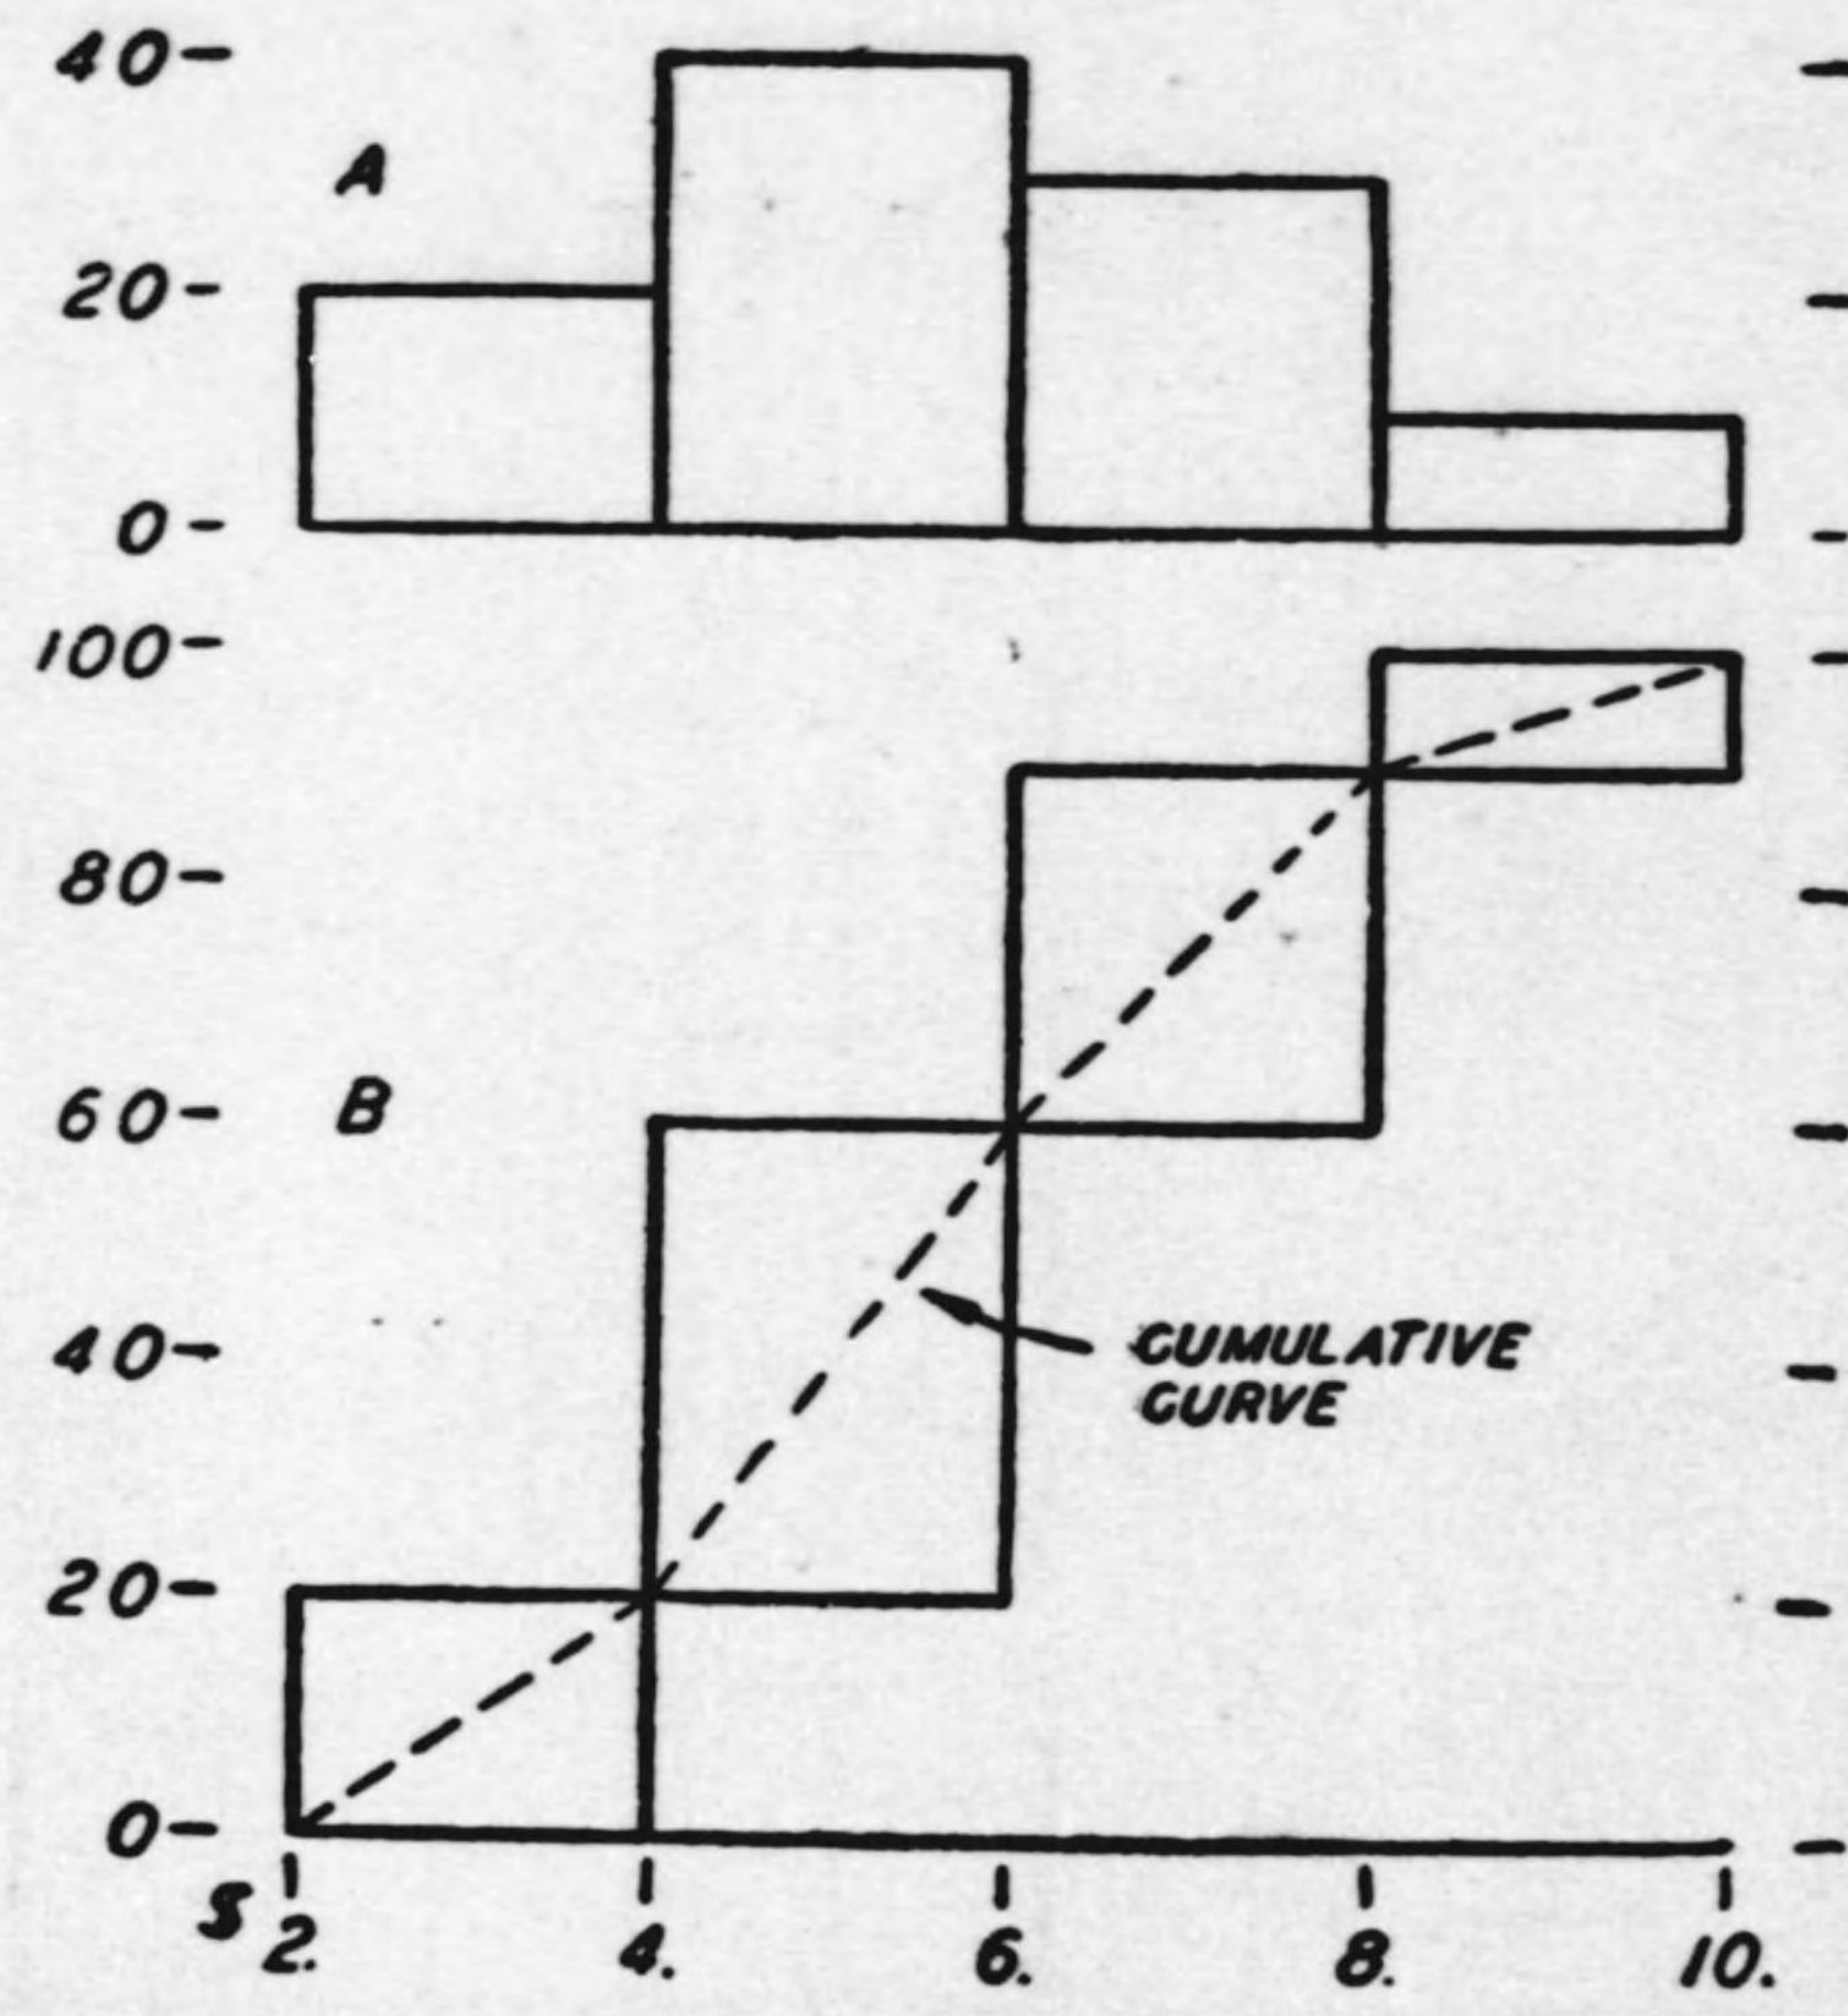 40-
A
20-
0-
100-
80-
60-
B
40-
CUMULATIVE
CURVE
20-
0-
S
2. 4. 6. 8. 10.